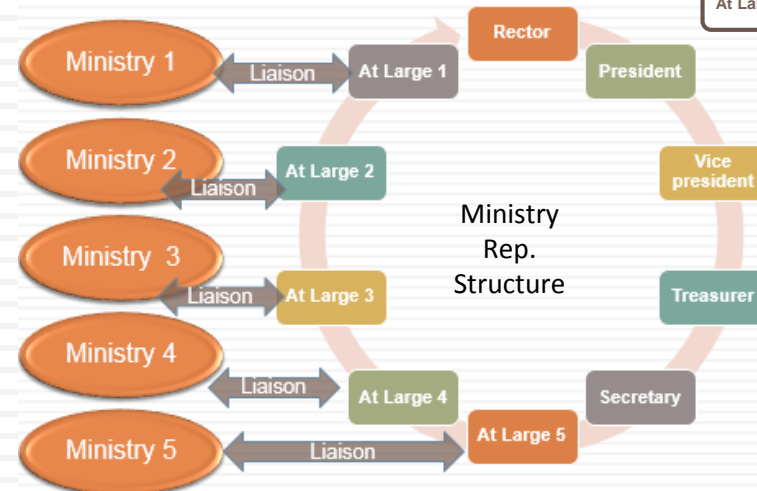 At Lar
Rector
Ministry 1
Liaison
At Large 1
President
Ministry 2
Liaison
At Large 2
Vice
president
Ministry
Rep.
Structure
Ministry 3
Liaison
At Large 3
Treasurer
Ministry 4
Liaison
At Large 4
Secretary
Ministry 5
Liaison
At Large 5